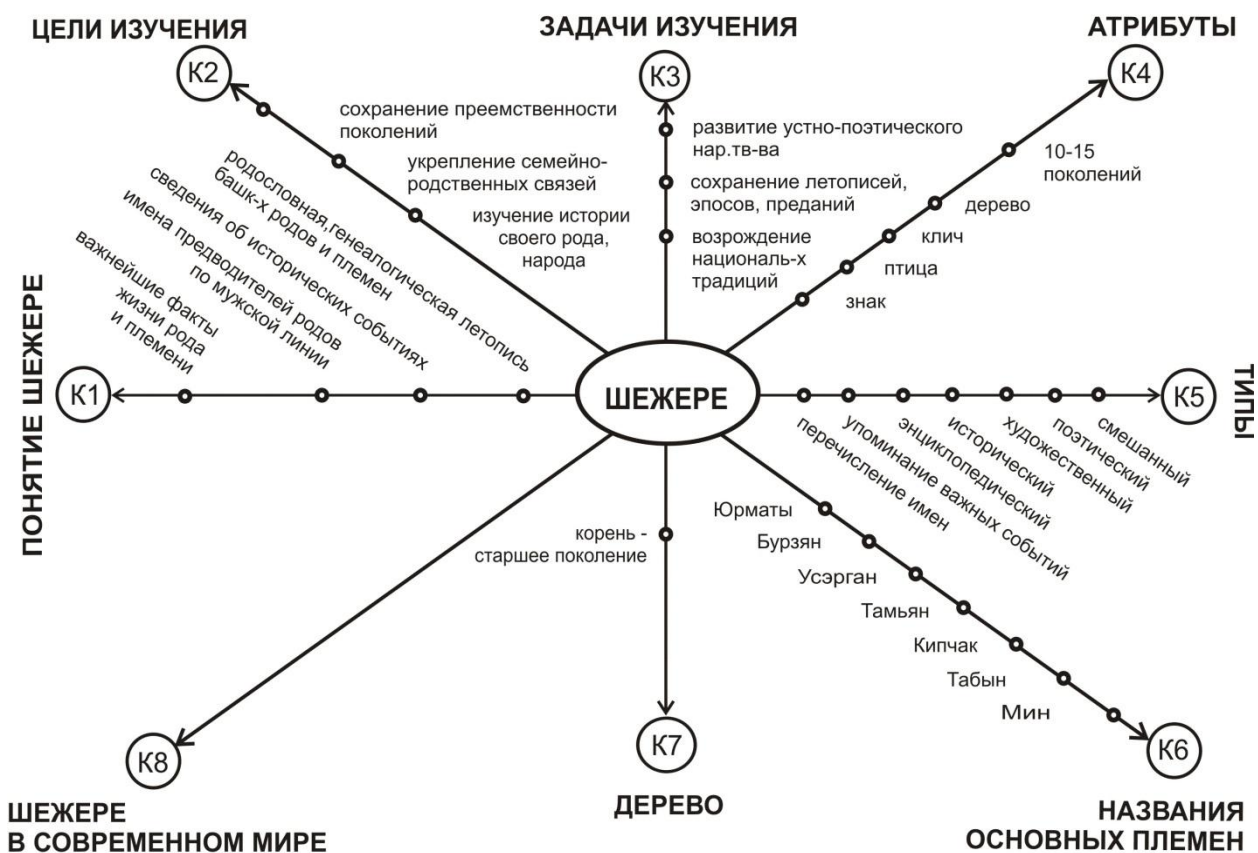 ЦЕЛИ ИЗУЧЕНИЯ
ЗАДАЧИ ИЗУЧЕНИЯ
АТРИБУТЫ
К2
К3
К4
сохранение преемственности
поколений
укрепление семейно-
родственных связей
изучение истории
своего рода,
народа
развитие устно-поэтического
нар.тв-ва
сохранение летописей,
эпосов, преданий
возрождение
националь-х
традиций
10-15
поколений
дерево
клич
птица
знак
ПОНЯТИЕ ШЕЖЕРЕ
К1
важнейшие факты
жизни рода
и племени
имена предводителей родов
по мужской линии
сведения об исторических событиях
родословная,генеалогическая летопись
башк-х родов и племен
ШЕЖЕРЕ
К5
ТИПЫ
перечисление имен
упоминание важных событий
энциклопедический
исторический
художественный
поэтический
смешанный
Юрматы
Бурзян
Усэрган
Тамьян
Кипчак
Табын
Мин
корень -
старшее поколение
К8
К7
К6
ШЕЖЕРЕ
В СОВРЕМЕННОМ МИРЕ
ДЕРЕВО
НАЗВАНИЯ
ОСНОВНЫХ ПЛЕМЕН